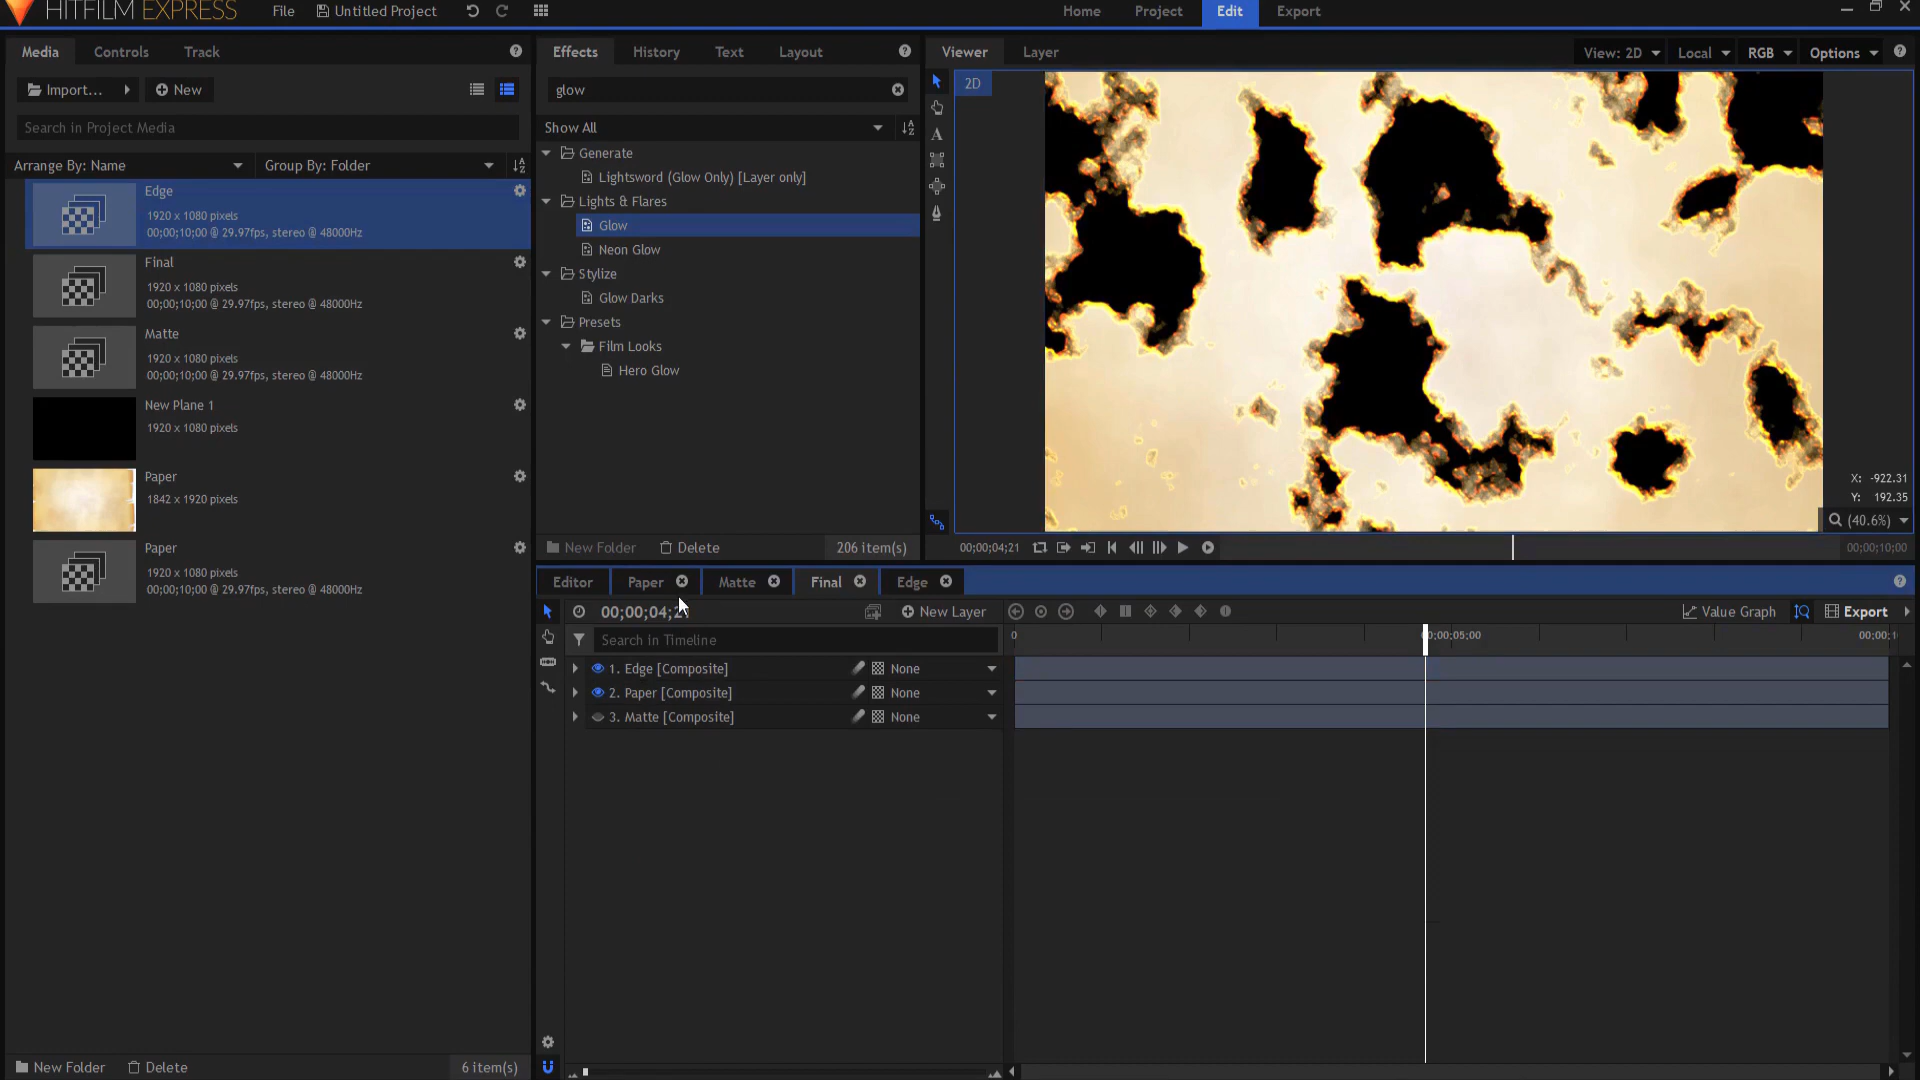 HITFILM EXPRESS File Untitled Project Home Project Edit Export
Media Controls Track
Import... New
Search in Project Media
Arrange By: Name Group By: Folder
Edge
1920 x 1080 pixels
00;00;10;00 @ 29.97fps, stereo @ 48000Hz
Final
1920 x 1080 pixels
00;00;10;00 @ 29.97fps, stereo @ 48000Hz
Matte
1920 x 1080 pixels
00;00;10;00 @ 29.97fps, stereo @ 48000Hz
New Plane 1
1920 x 1080 pixels
Paper
1842 x 1920 pixels
Paper
1920 x 1080 pixels
00;00;10;00 @ 29.97fps, stereo @ 48000Hz
New Folder Delete 6 item(s)
Effects History Text Layout
glow
Show All
Generate
Lightsword (Glow Only) [Layer only]
Lights & Flares
Glow
Neon Glow
Stylize
Glow Darks
Presets
Film Looks
Hero Glow
New Folder Delete 206 item(s)
Viewer Layer View: 2D Local RGB Options
2D
X: -922.31
Y: 192.35
(40.6%)
00;00;04;21 00;00;10;00
Editor Paper Matte Final Edge
00;00;04;21 New Layer Value Graph Export
Search in Timeline
0 00;00;05;00
1. Edge [Composite] None
2. Paper [Composite] None
3. Matte [Composite] None